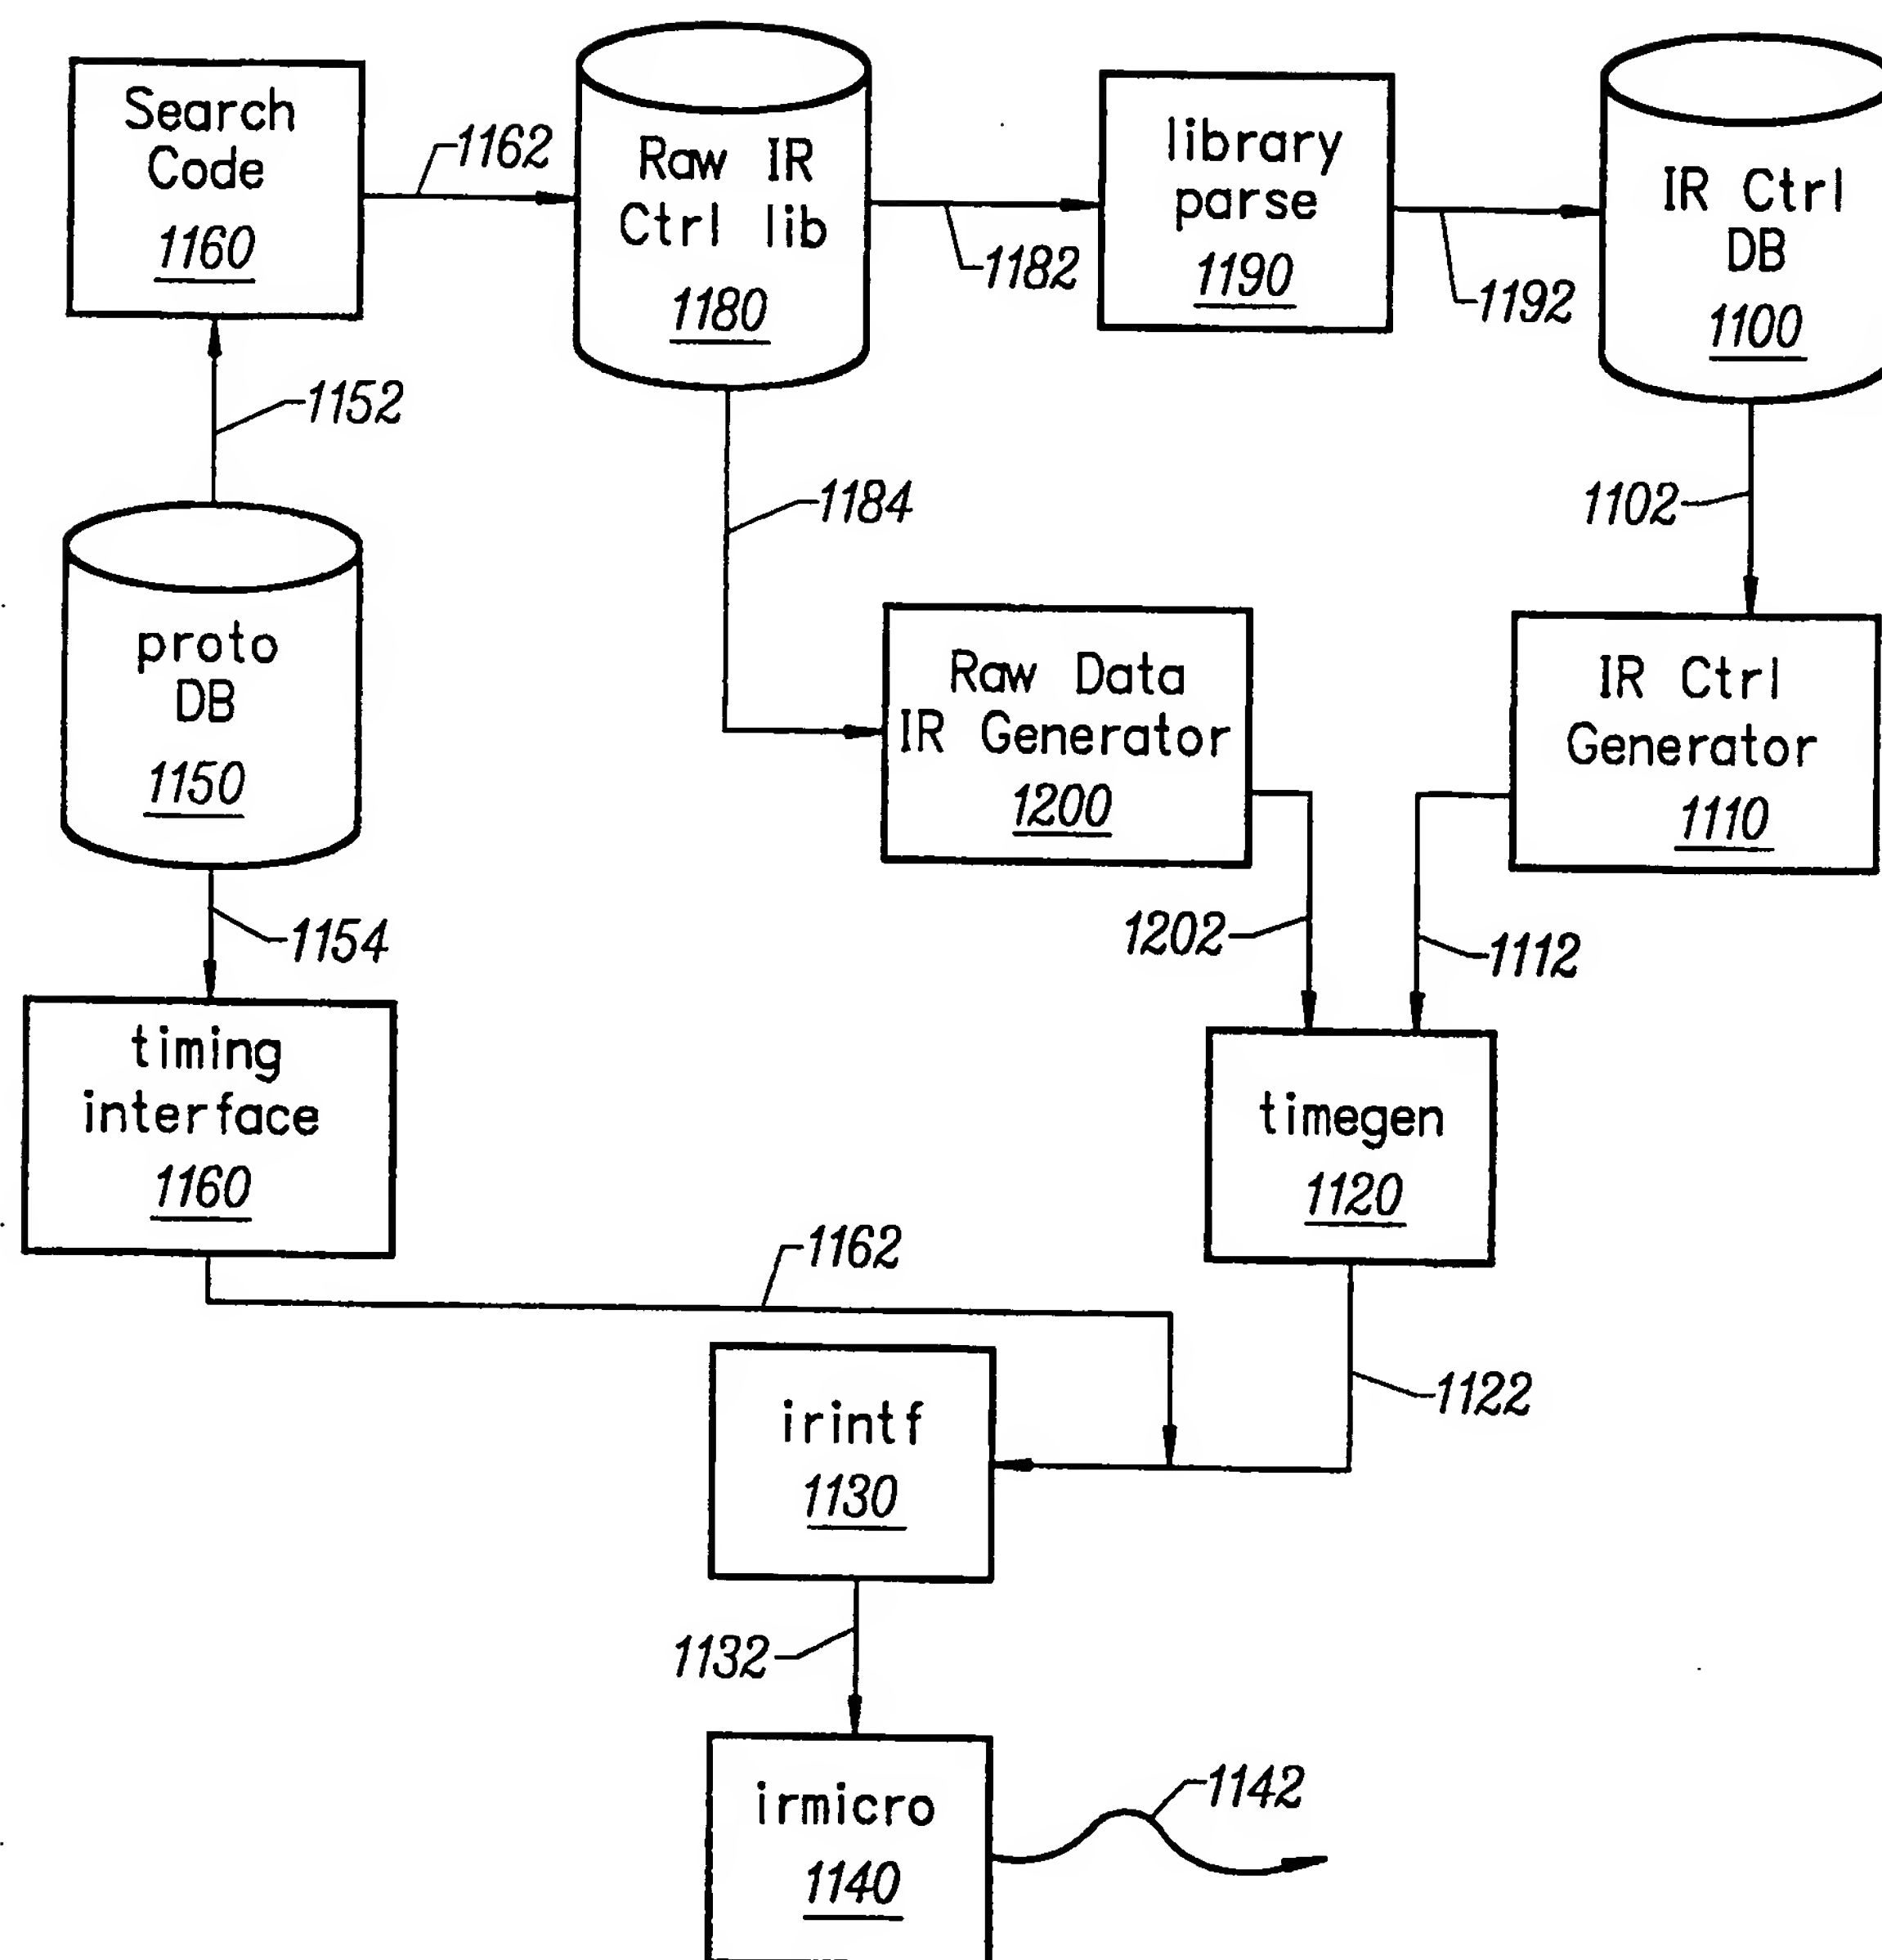 Search
Code
1160
1162
Raw IR
Ctrl lib
1180
1182
library
parse
1190
1192
IR Ctrl
DB
1100
1152
1184
1102
proto
DB
1150
Raw Data
IR Generator
1200
IR Ctrl
Generator
1110
1154
1202
1112
timing
interface
1160
timegen
1120
1162
1122
irintf
1130
1132
irmicro
1140
1142